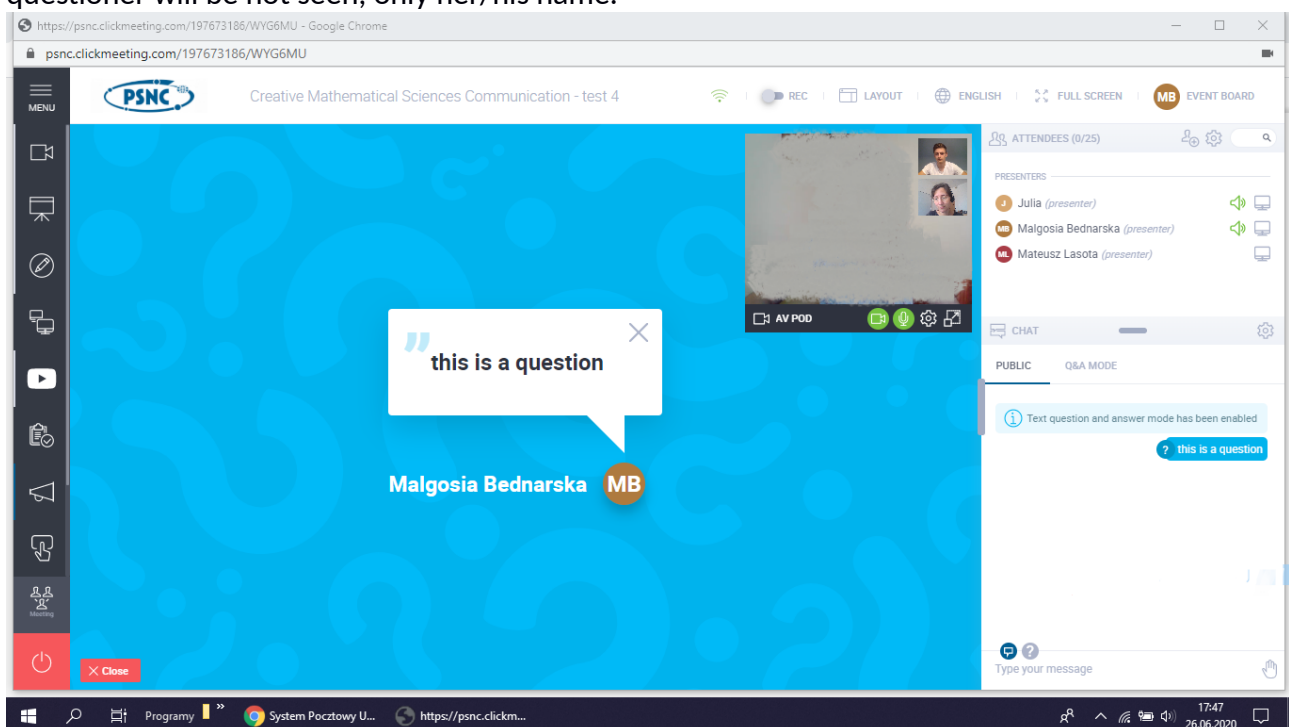 questioner will be not seen, only her/his name.
https://psnc.clickmeeting.com/197673186/WYG6MU - Google Chrome
psnc.clickmeeting.com/197673186/WYG6MU
MENU
PSNC
Creative Mathematical Sciences Communication - test 4
REC
LAYOUT
ENGLISH
FULL SCREEN
MB
EVENT BOARD
ATTENDEES (0/25)
PRESENTERS
J Julia (presenter)
MB Malgosia Bednarska (presenter)
ML Mateusz Lasota (presenter)
AV POD
CHAT
PUBLIC
Q&A MODE
Text question and answer mode has been enabled
? this is a question
”
this is a question
Malgosia Bednarska MB
Meeting
× Close
?
Type your message
Programy
»
System Pocztowy U...
https://psnc.clickm...
17:47
26.06.2020